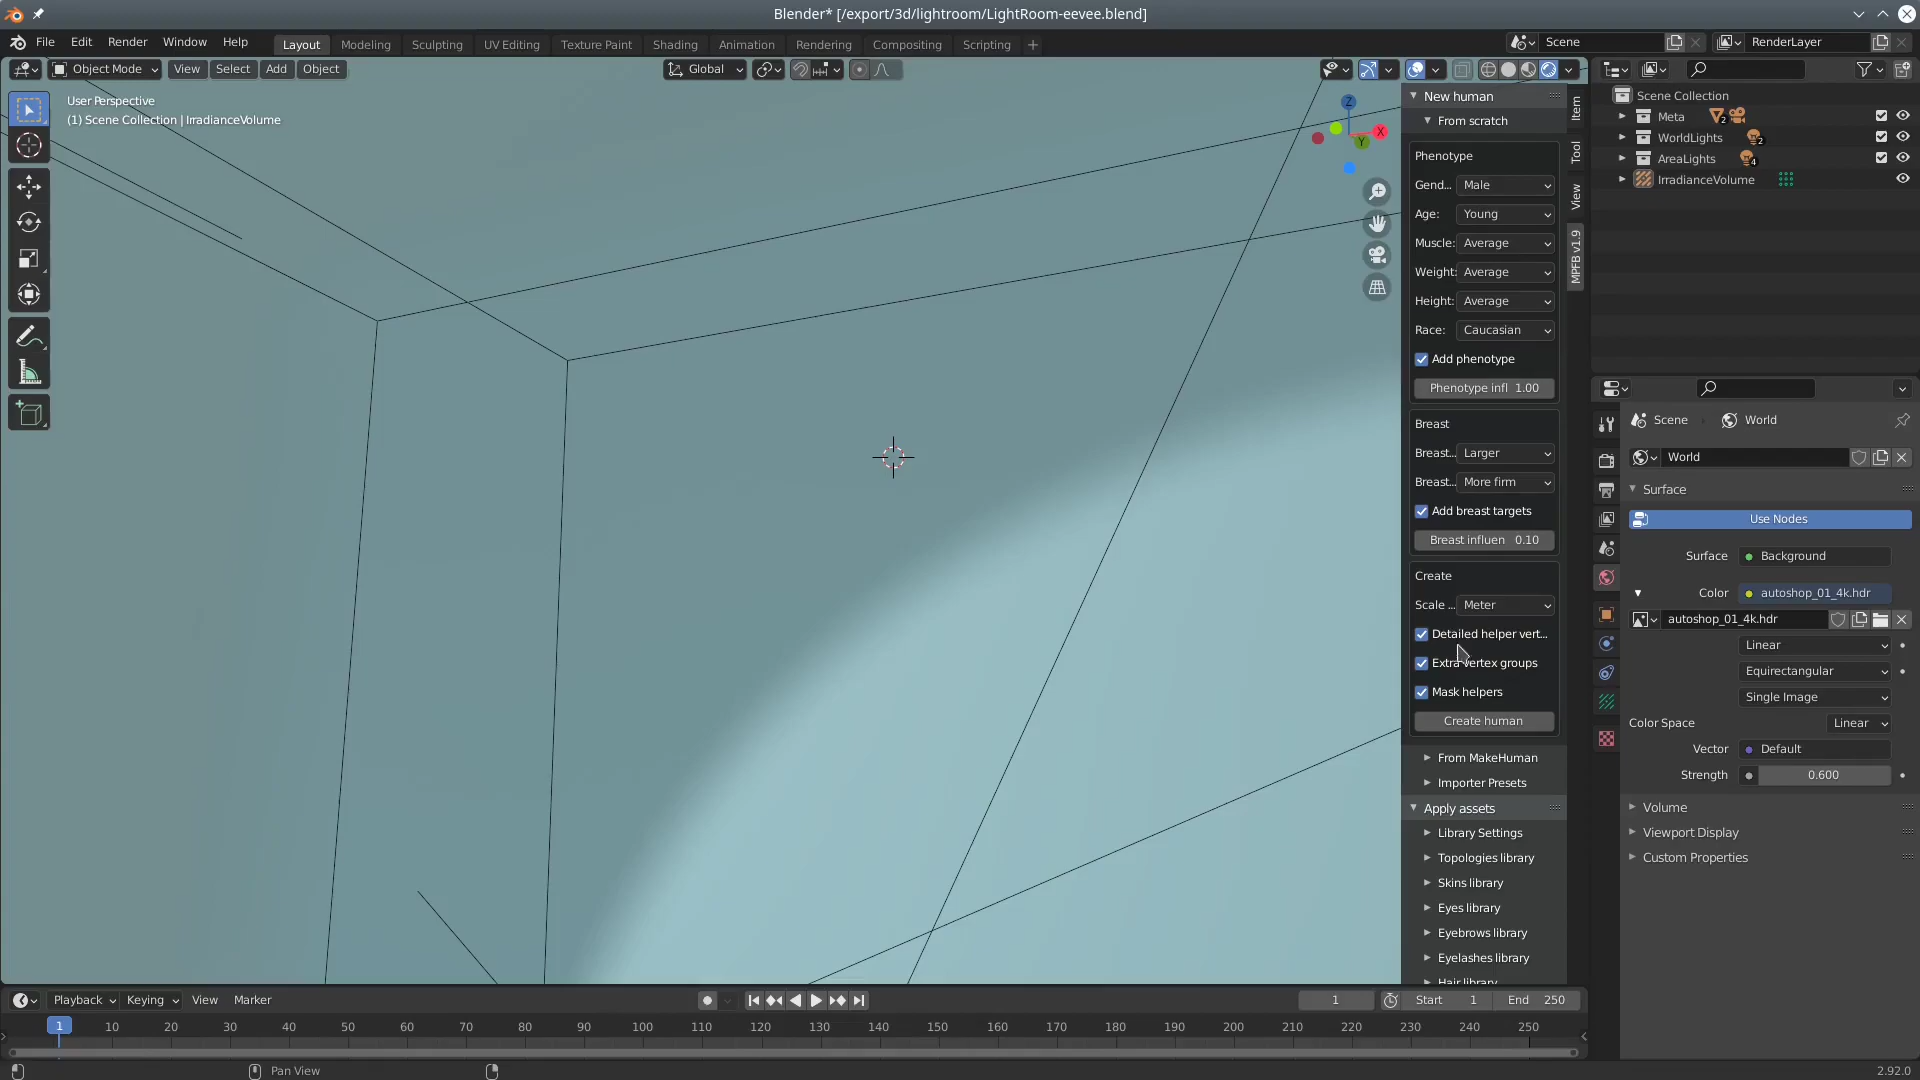 Blender* [/export/3d/lightroom/LightRoom-eevee.blend]
File Edit Render Window Help Layout Modeling Sculpting UV Editing Texture Paint Shading Animation Rendering Compositing Scripting + Scene RenderLayer
Object Mode View Select Add Object Global
User Perspective
(1) Scene Collection | IrradianceVolume
Z
X
Y
New human
From scratch
Phenotype
Gend... Male
Age: Young
Muscle: Average
Weight: Average
Height: Average
Race: Caucasian
Add phenotype
Phenotype infl 1.00
Breast
Breast... Larger
Breast... More firm
Add breast targets
Breast influen 0.10
Create
Scale ... Meter
Detailed helper vert...
Extra vertex groups
Mask helpers
Create human
From MakeHuman
Importer Presets
Apply assets
Library Settings
Topologies library
Skins library
Eyes library
Eyebrows library
Eyelashes library
Hair library
Item
Tool
View
MPFB v1.9
Scene Collection
Meta 2
WorldLights 2
AreaLights 4
IrradianceVolume
Scene World
World
Surface
Use Nodes
Surface Background
Color autoshop_01_4k.hdr
autoshop_01_4k.hdr
Linear
Equirectangular
Single Image
Color Space Linear
Vector Default
Strength 0.600
Volume
Viewport Display
Custom Properties
Playback Keying View Marker 1 Start 1 End 250
1 10 20 30 40 50 60 70 80 90 100 110 120 130 140 150 160 170 180 190 200 210 220 230 240 250
Pan View
2.92.0